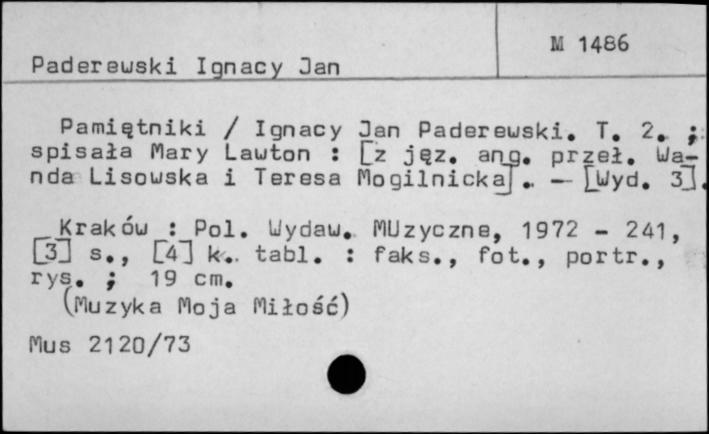 M 1486
Paderewski Ignacy Jan
Pamiętniki / Ignacy Jan Paderewski. T. 2. ;
spisała Mary Lawton : [z jęz. ang. przeł. Wa-
nda Lisowska i Teresa Mogilnicka]. — [Wyd. 3].
Kraków : Pol. Wydaw. MUzyczne, 1972 - 241,
[3] s., [4] k. tabl. : faks., fot., portr.,
rys. ; 19 cm.
(Muzyka Moja Miłość)
Mus 2120/73